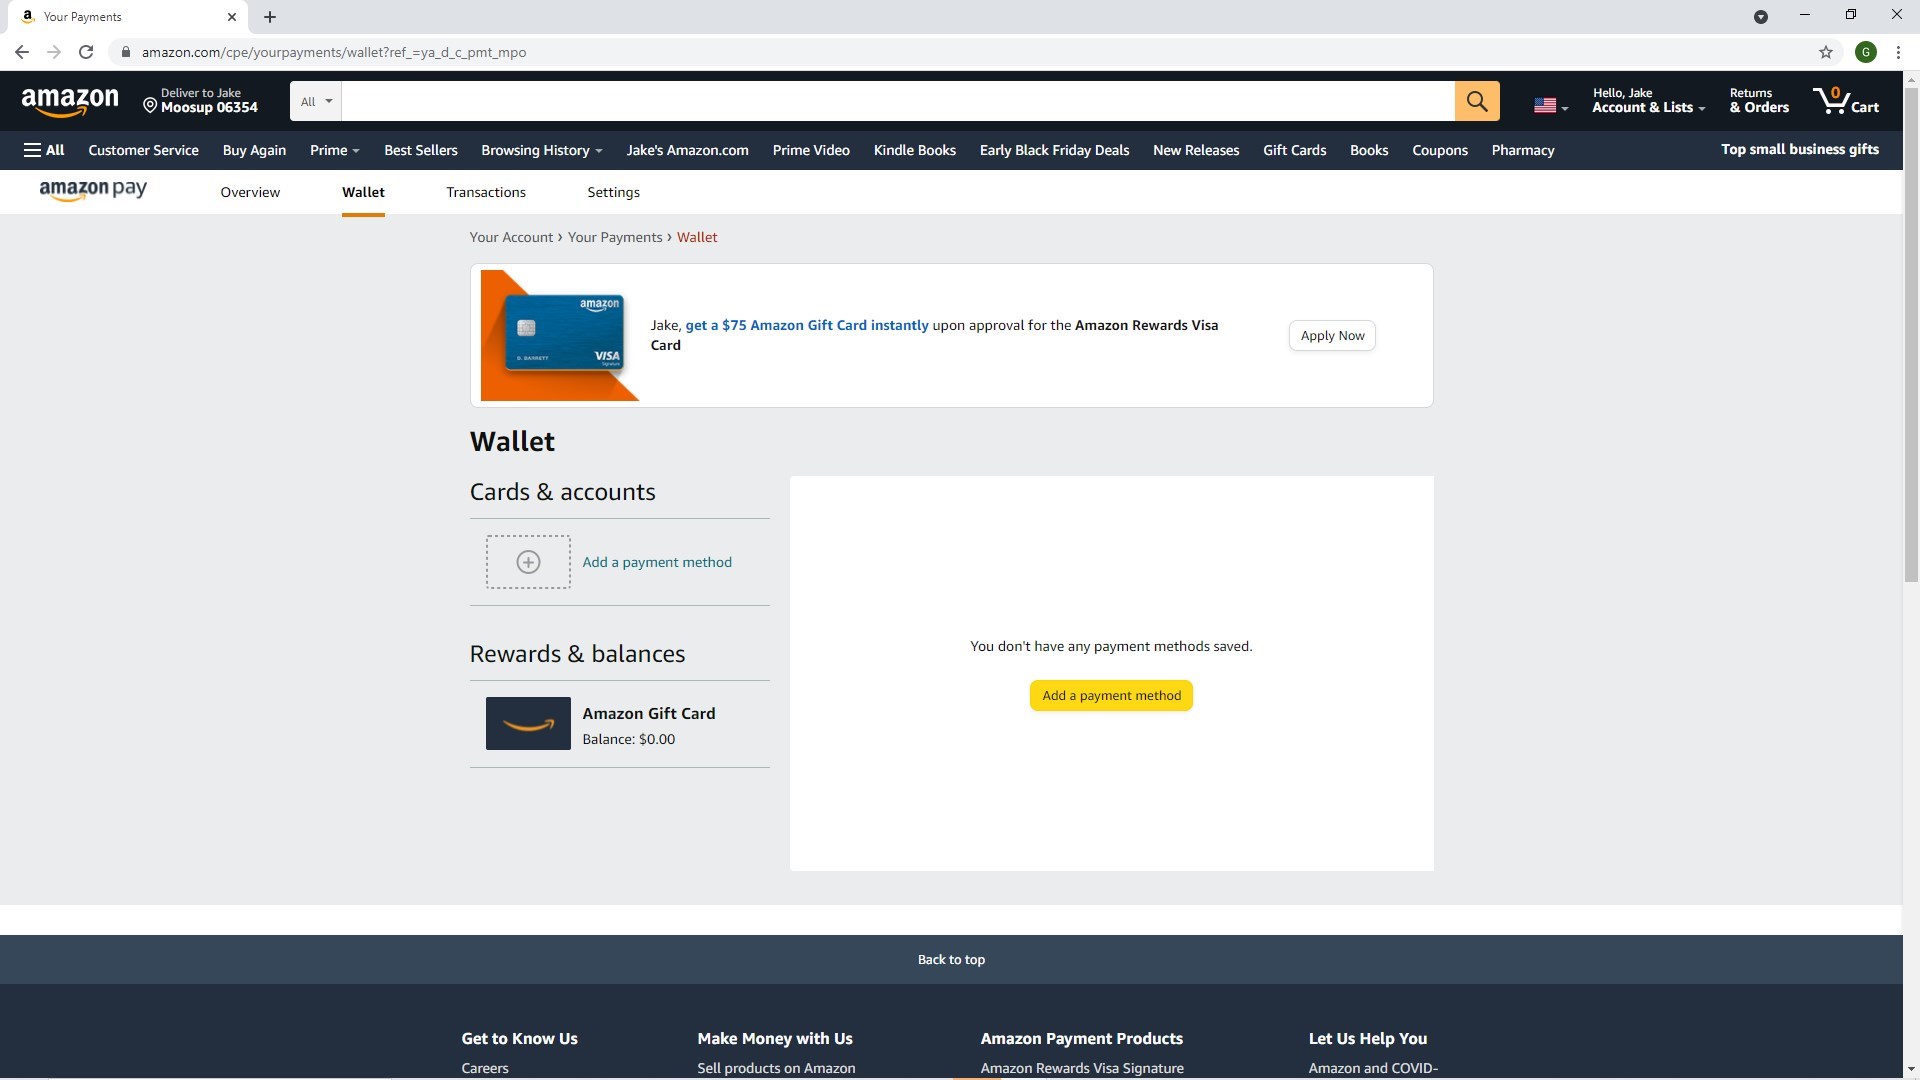 Your Payments
amazon.com/cpe/yourpayments/wallet?ref_=ya_d_c_pmt_mpo
G
amazon
Deliver to Jake
Moosup 06354
All
Hello, Jake
Account & Lists
Returns
& Orders
0
Cart
All
Customer Service
Buy Again
Prime
Best Sellers
Browsing History
Jake's Amazon.com
Prime Video
Kindle Books
Early Black Friday Deals
New Releases
Gift Cards
Books
Coupons
Pharmacy
Top small business gifts
amazon pay
Overview
Wallet
Transactions
Settings
Your Account › Your Payments › Wallet
amazon
D. BARRETT
VISA
Signature
Jake, get a $75 Amazon Gift Card instantly upon approval for the Amazon Rewards Visa
Card
Apply Now
Wallet
Cards & accounts
Add a payment method
Rewards & balances
Amazon Gift Card
Balance: $0.00
You don't have any payment methods saved.
Add a payment method
Back to top
Get to Know Us
Careers
Make Money with Us
Sell products on Amazon
Amazon Payment Products
Amazon Rewards Visa Signature
Let Us Help You
Amazon and COVID-